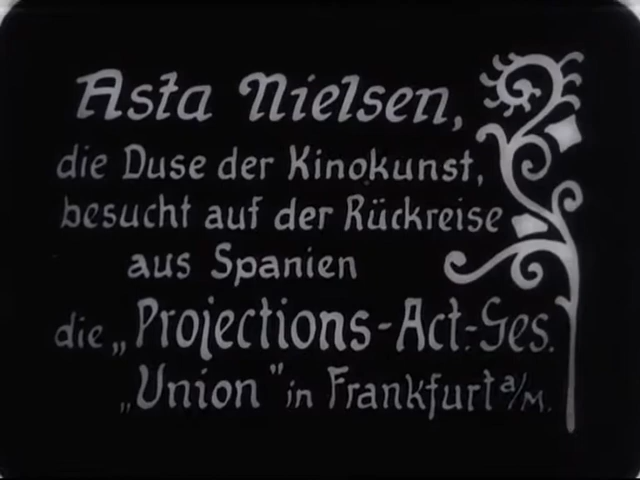 Asta Nielsen,
die Duse der Kinokunst,
besucht auf der Rückreise
aus Spanien
die „Projections-Act.-Ges.
„Union" in Frankfurt a/M.